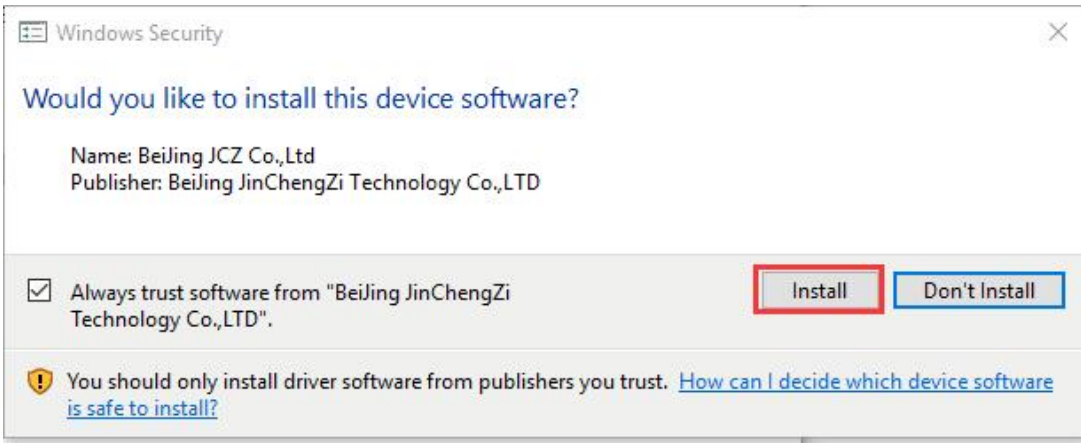 Windows Security
Would you like to install this device software?
Name: BeiJing JCZ Co.,Ltd
Publisher: BeiJing JinChengZi Technology Co.,LTD
Always trust software from "BeiJing JinChengZi
Technology Co.,LTD".
Install
Don't Install
You should only install driver software from publishers you trust. How can I decide which device software
is safe to install?